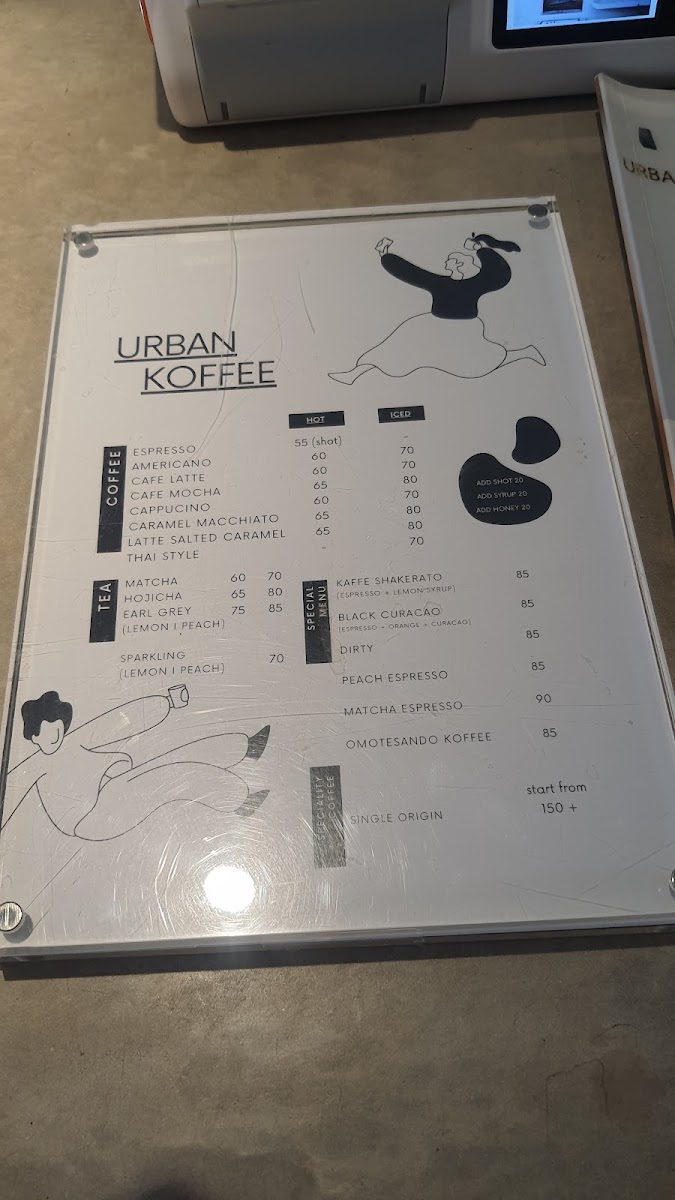 URBA
URBAN
KOFFEE
HOT ICED
COFFEE
ESPRESSO 55 (shot) -
AMERICANO 60 70
CAFE LATTE 60 70
CAFE MOCHA 65 80
CAPPUCINO 60 70
CARAMEL MACCHIATO 65 80
LATTE SALTED CARAMEL 65 80
THAI STYLE - 70
ADD SHOT 20
ADD SYRUP 20
ADD HONEY 20
TEA
MATCHA 60 70
HOJICHA 65 80
EARL GREY 75 85
(LEMON I PEACH)
SPARKLING 70
(LEMON I PEACH)
SPECIAL
MENU
KAFFE SHAKERATO 85
(ESPRESSO + LEMON SYRUP)
BLACK CURACAO 85
(ESPRESSO + ORANGE + CURACAO)
DIRTY 85
PEACH ESPRESSO 85
MATCHA ESPRESSO 90
OMOTESANDO KOFFEE 85
SPECIALITY
COFFEE
SINGLE ORIGIN
start from
150 +